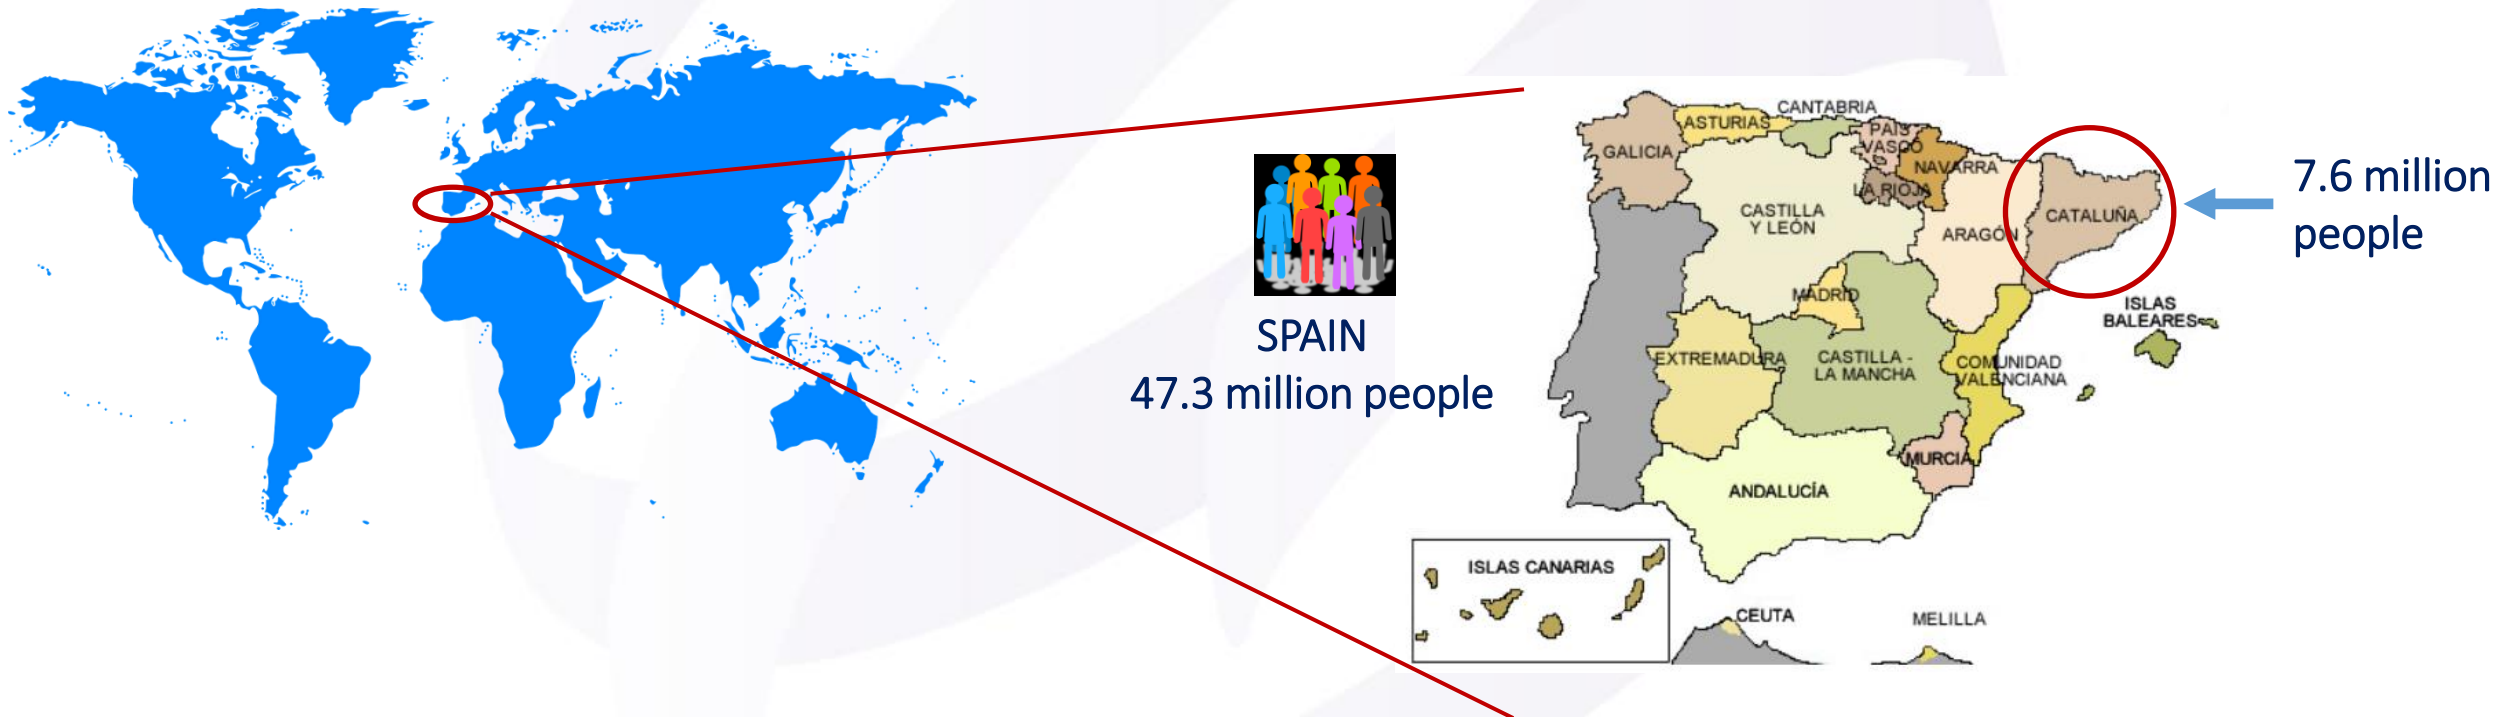 SPAIN
47.3 million people
CANTABRIA
ASTURIAS
PAÍS
VASCO
GALICIA
NAVARRA
LA RIOJA
CASTILLA
Y LEÓN
ARAGÓN
CATALUÑA
7.6 million
people
MADRID
ISLAS
BALEARES
EXTREMADURA
CASTILLA -
LA MANCHA
COMUNIDAD
VALENCIANA
MURCIA
ANDALUCÍA
ISLAS CANARIAS
CEUTA
MELILLA